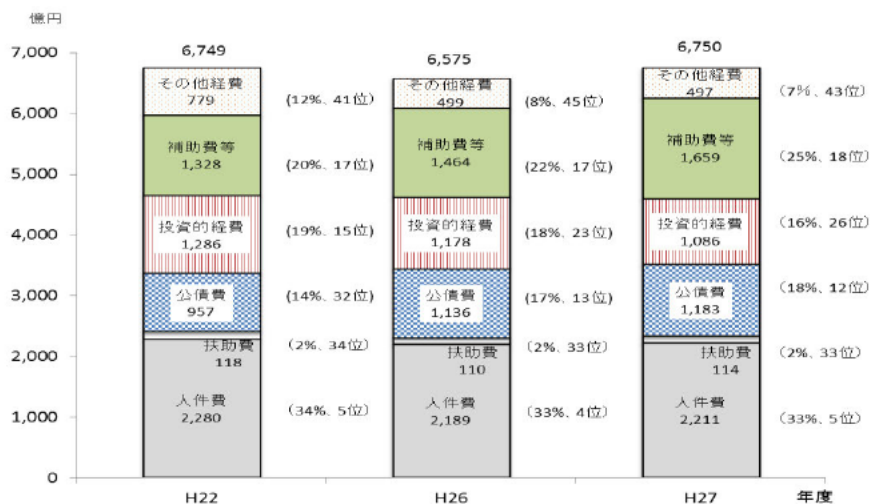 億円
7,000
6,000
5,000
4,000
3,000
2,000
1,000
0
6,749
その他経費
779
(12%、41位)
補助費等
1,328
(20%、17位)
投資的経費
1,286
(19%、15位)
公債費
957
(14%、32位)
扶助費
118
(2%、34位)
人件費
2,280
(34%、5位)
H22
6,575
その他経費
499
(8%、45位)
補助費等
1,464
(22%、17位)
投資的経費
1,178
(18%、23位)
公債費
1,136
(17%、13位)
扶助費
110
(2%、33位)
人件費
2,189
(33%、4位)
H26
6,750
その他経費
497
(7%、43位)
補助費等
1,659
(25%、18位)
投資的経費
1,086
(16%、26位)
公債費
1,183
(18%、12位)
扶助費
114
(2%、33位)
人件費
2,211
(33%、5位)
H27
年度